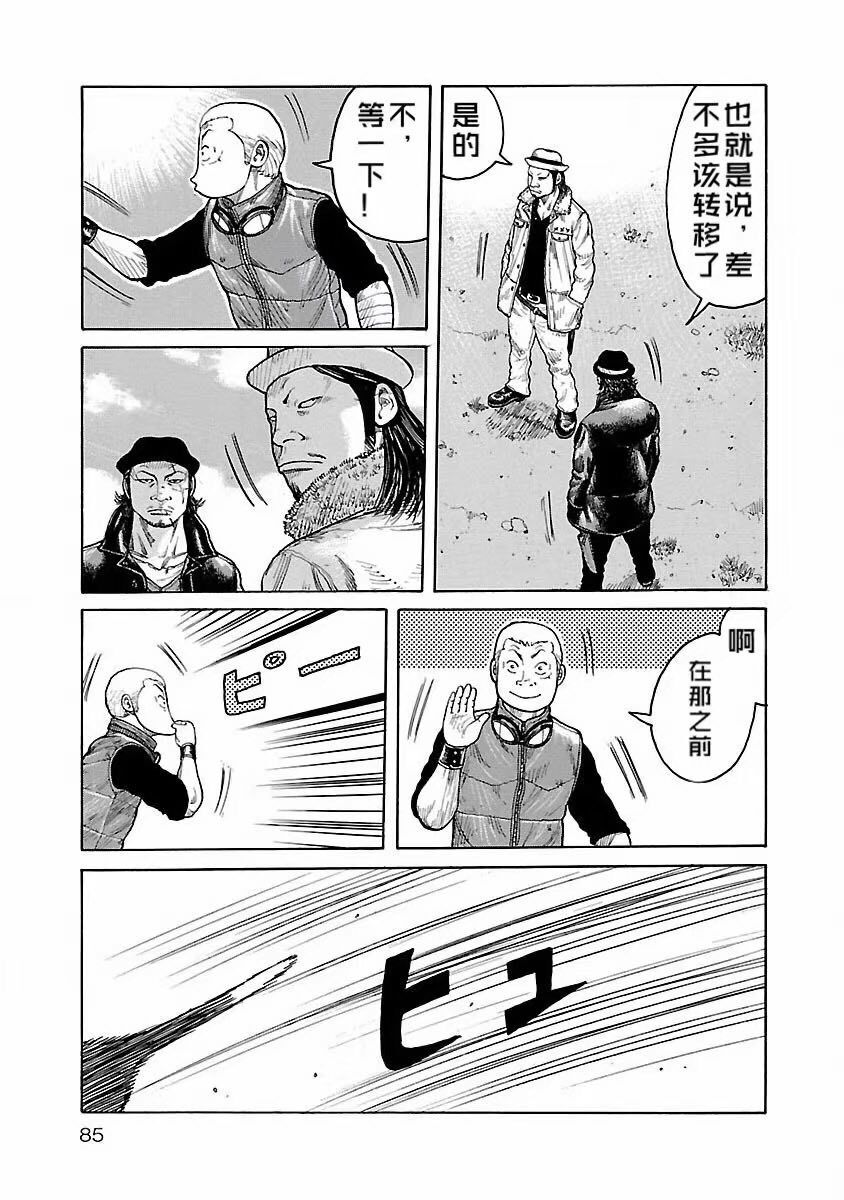 也就是说，差
不多该转移了
是的
不，
等一下！
啊
在那之前
ピー
ヒュ
85